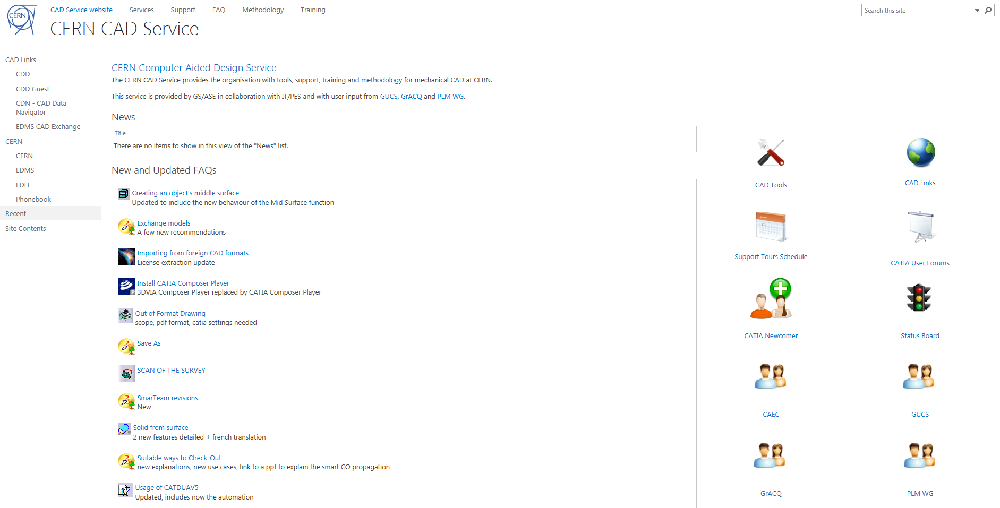 CERN
CAD Service website Services Support FAQ Methodology Training
Search this site
CERN CAD Service
CAD Links
CDD
CDD Guest
CDN - CAD Data
Navigator
EDMS CAD Exchange
CERN
CERN
EDMS
EDH
Phonebook
Recent
Site Contents
CERN Computer Aided Design Service
The CERN CAD Service provides the organisation with tools, support, training and methodology for mechanical CAD at CERN.
This service is provided by GS/ASE in collaboration with IT/PES and with user input from GUCS, GrACQ and PLM WG.
News
Title
There are no items to show in this view of the "News" list.
New and Updated FAQs
Creating an object's middle surface
Updated to include the new behaviour of the Mid Surface function
Exchange models
A few new recommendations
Importing from foreign CAD formats
License extraction update
Install CATIA Composer Player
3DVIA Composer Player replaced by CATIA Composer Player
Out of Format Drawing
scope, pdf format, catia settings needed
Save As
SCAN OF THE SURVEY
SmarTeam revisions
New
Solid from surface
2 new features detailed + french translation
Suitable ways to Check-Out
new explanations, new use cases, link to a ppt to explain the smart CO propagation
Usage of CATDUAV5
Updated, includes now the automation
CAD Tools
CAD Links
Support Tours Schedule
CATIA User Forums
CATIA Newcomer
Status Board
CAEC
GUCS
GrACQ
PLM WG